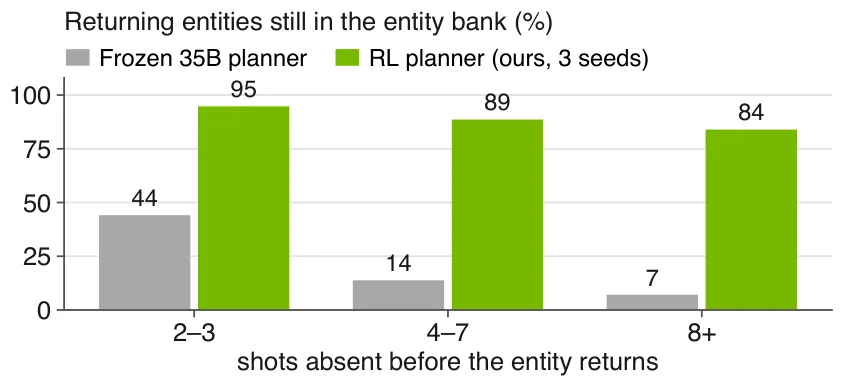 Returning entities still in the entity bank (%)
Frozen 35B planner RL planner (ours, 3 seeds)
100
75
50
25
0
44 95
14 89
7 84
2–3 4–7 8+
shots absent before the entity returns